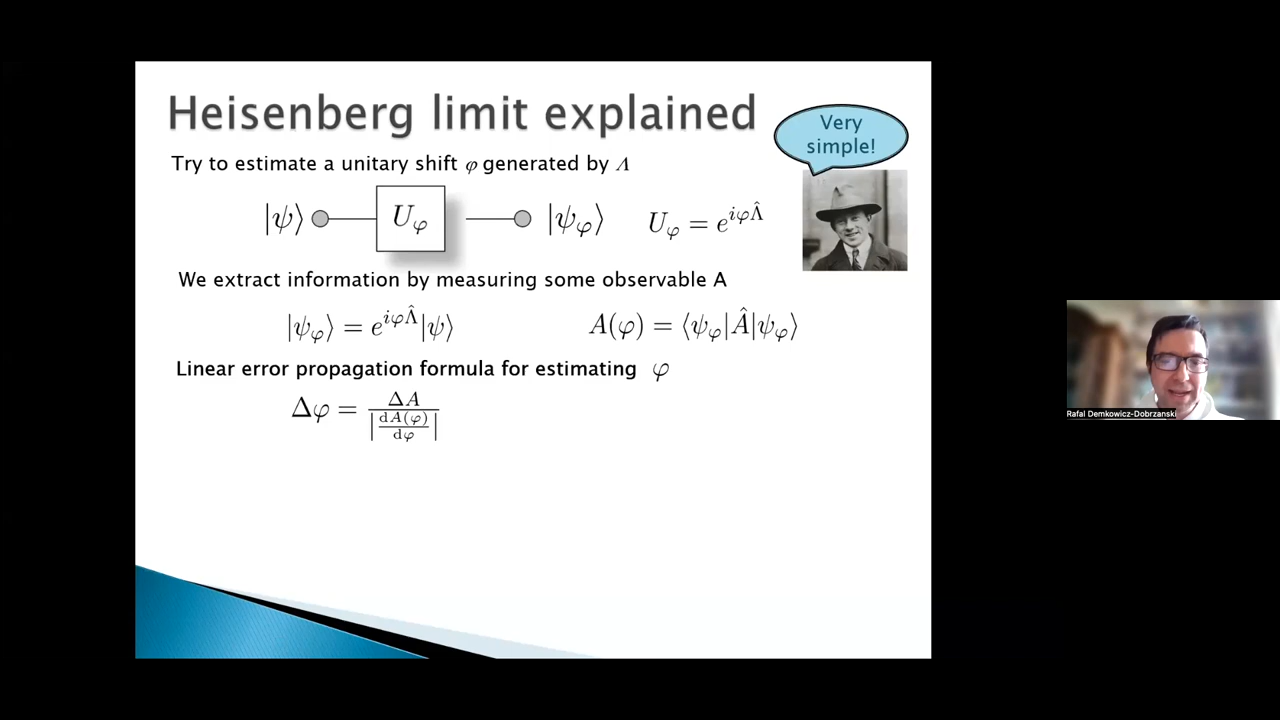 Heisenberg limit explained
Very
simple!
Try to estimate a unitary shift φ generated by Λ
|ψ⟩ U_φ |ψ_φ⟩ U_φ = e^{iφΛ̂}
We extract information by measuring some observable A
|ψ_φ⟩ = e^{iφΛ̂}|ψ⟩ A(φ) = ⟨ψ_φ|Â|ψ_φ⟩
Linear error propagation formula for estimating φ
Δφ = ΔA / |dA(φ)/dφ|
Rafal Demkowicz-Dobrzanski